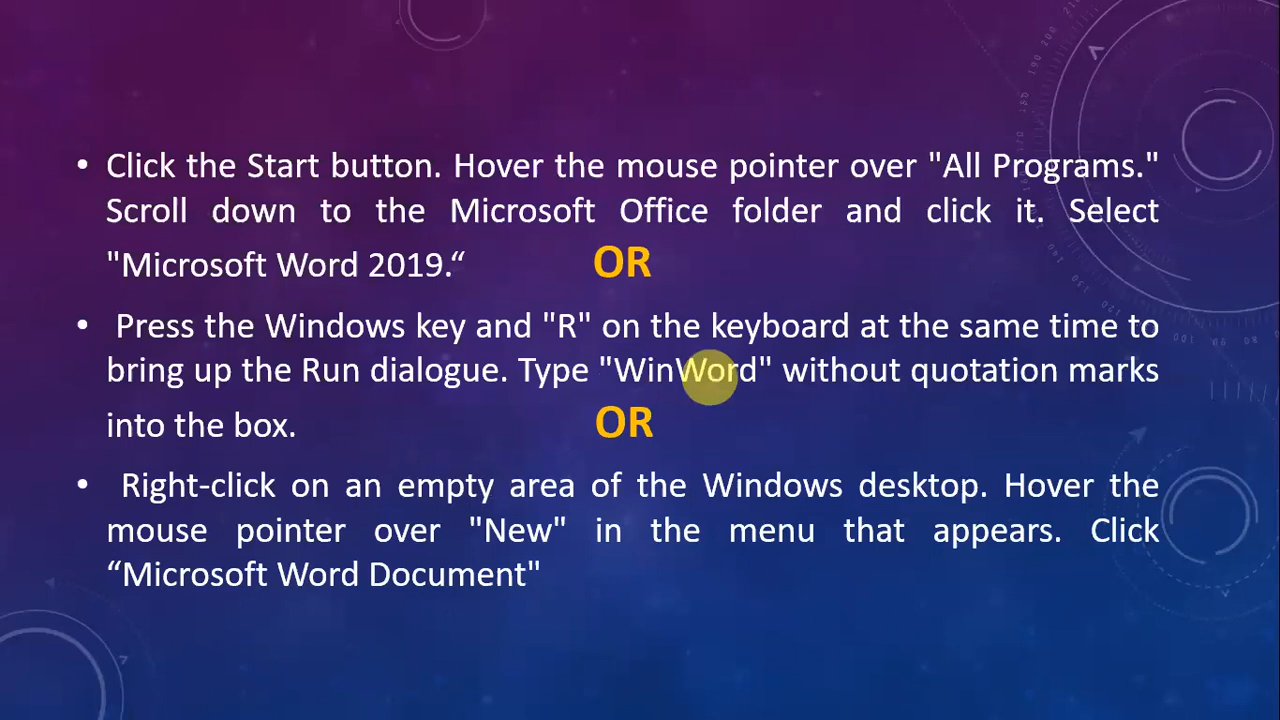 • Click the Start button. Hover the mouse pointer over "All Programs."
Scroll down to the Microsoft Office folder and click it. Select
"Microsoft Word 2019.“ OR
• Press the Windows key and "R" on the keyboard at the same time to
bring up the Run dialogue. Type "WinWord" without quotation marks
into the box. OR
• Right-click on an empty area of the Windows desktop. Hover the
mouse pointer over "New" in the menu that appears. Click
“Microsoft Word Document"